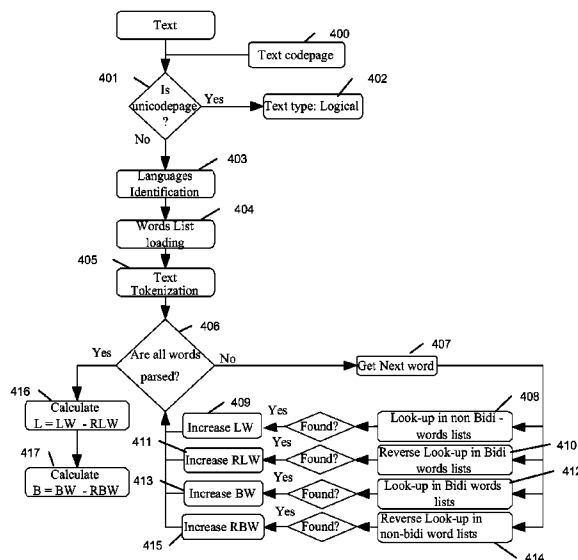 Text
400
Text codepage
401
Is
unicodepage
?
Yes
402
Text type: Logical
No
403
Languages
Identification
404
Words List
loading
405
Text
Tokenization
406
Are all words
parsed?
Yes
No
407
Get Next word
416
Calculate
L = LW - RLW
417
Calculate
B = BW - RBW
409
Increase LW
Yes
Found?
408
Look-up in non Bidi -
words lists
411
Increase RLW
Yes
Found?
410
Reverse Look-up in Bidi
words lists
413
Increase BW
Yes
Found?
412
Look-up in Bidi words
lists
415
Increase RBW
Yes
Found?
Reverse Look-up in
non-bidi word lists
414